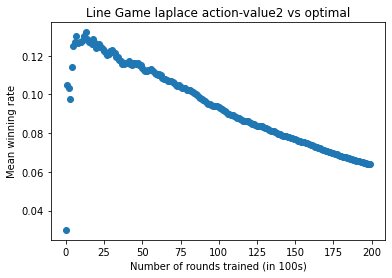 Line Game laplace action-value2 vs optimal
Mean winning rate
0.12
0.10
0.08
0.06
0.04
0 25 50 75 100 125 150 175 200
Number of rounds trained (in 100s)